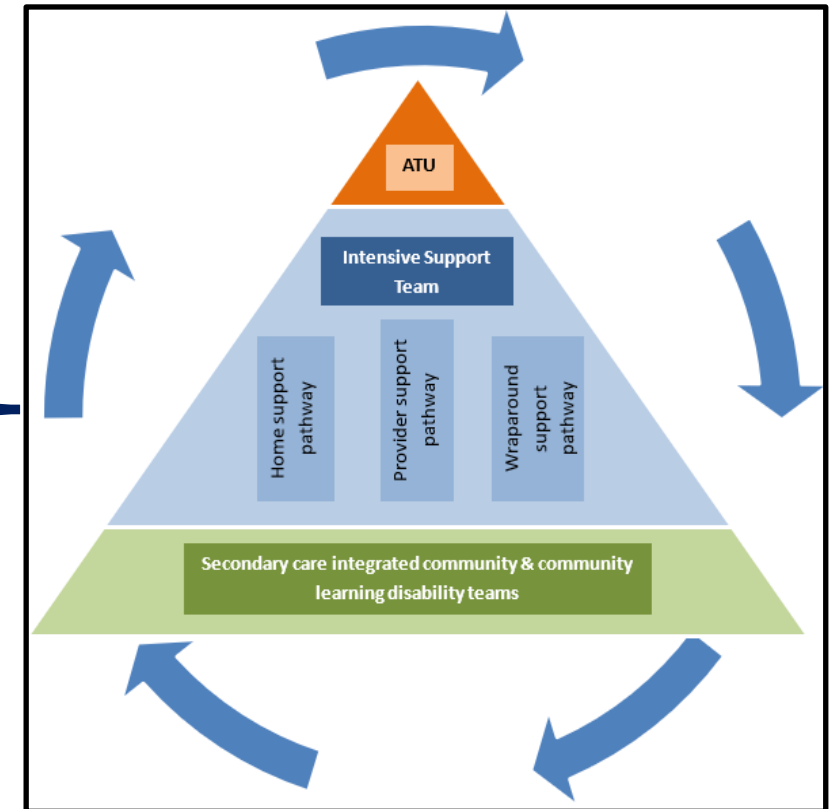 ATU
Intensive Support
Team
Home support
pathway
Provider support
pathway
Wraparound
support
pathway
Secondary care integrated community & community
learning disability teams